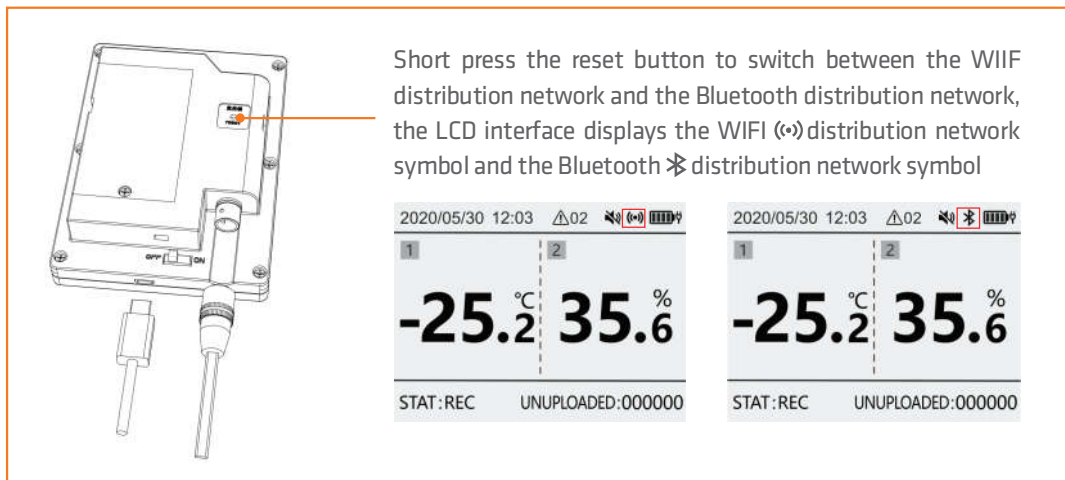 Short press the reset button to switch between the WIIF
distribution network and the Bluetooth distribution network,
the LCD interface displays the WIFI distribution network
symbol and the Bluetooth distribution network symbol
2020/05/30 12:03 02
1 2
-25.2 ℃ 35.6 %
STAT:REC UNUPLOADED:000000
2020/05/30 12:03 02
1 2
-25.2 ℃ 35.6 %
STAT:REC UNUPLOADED:000000
OFF ON